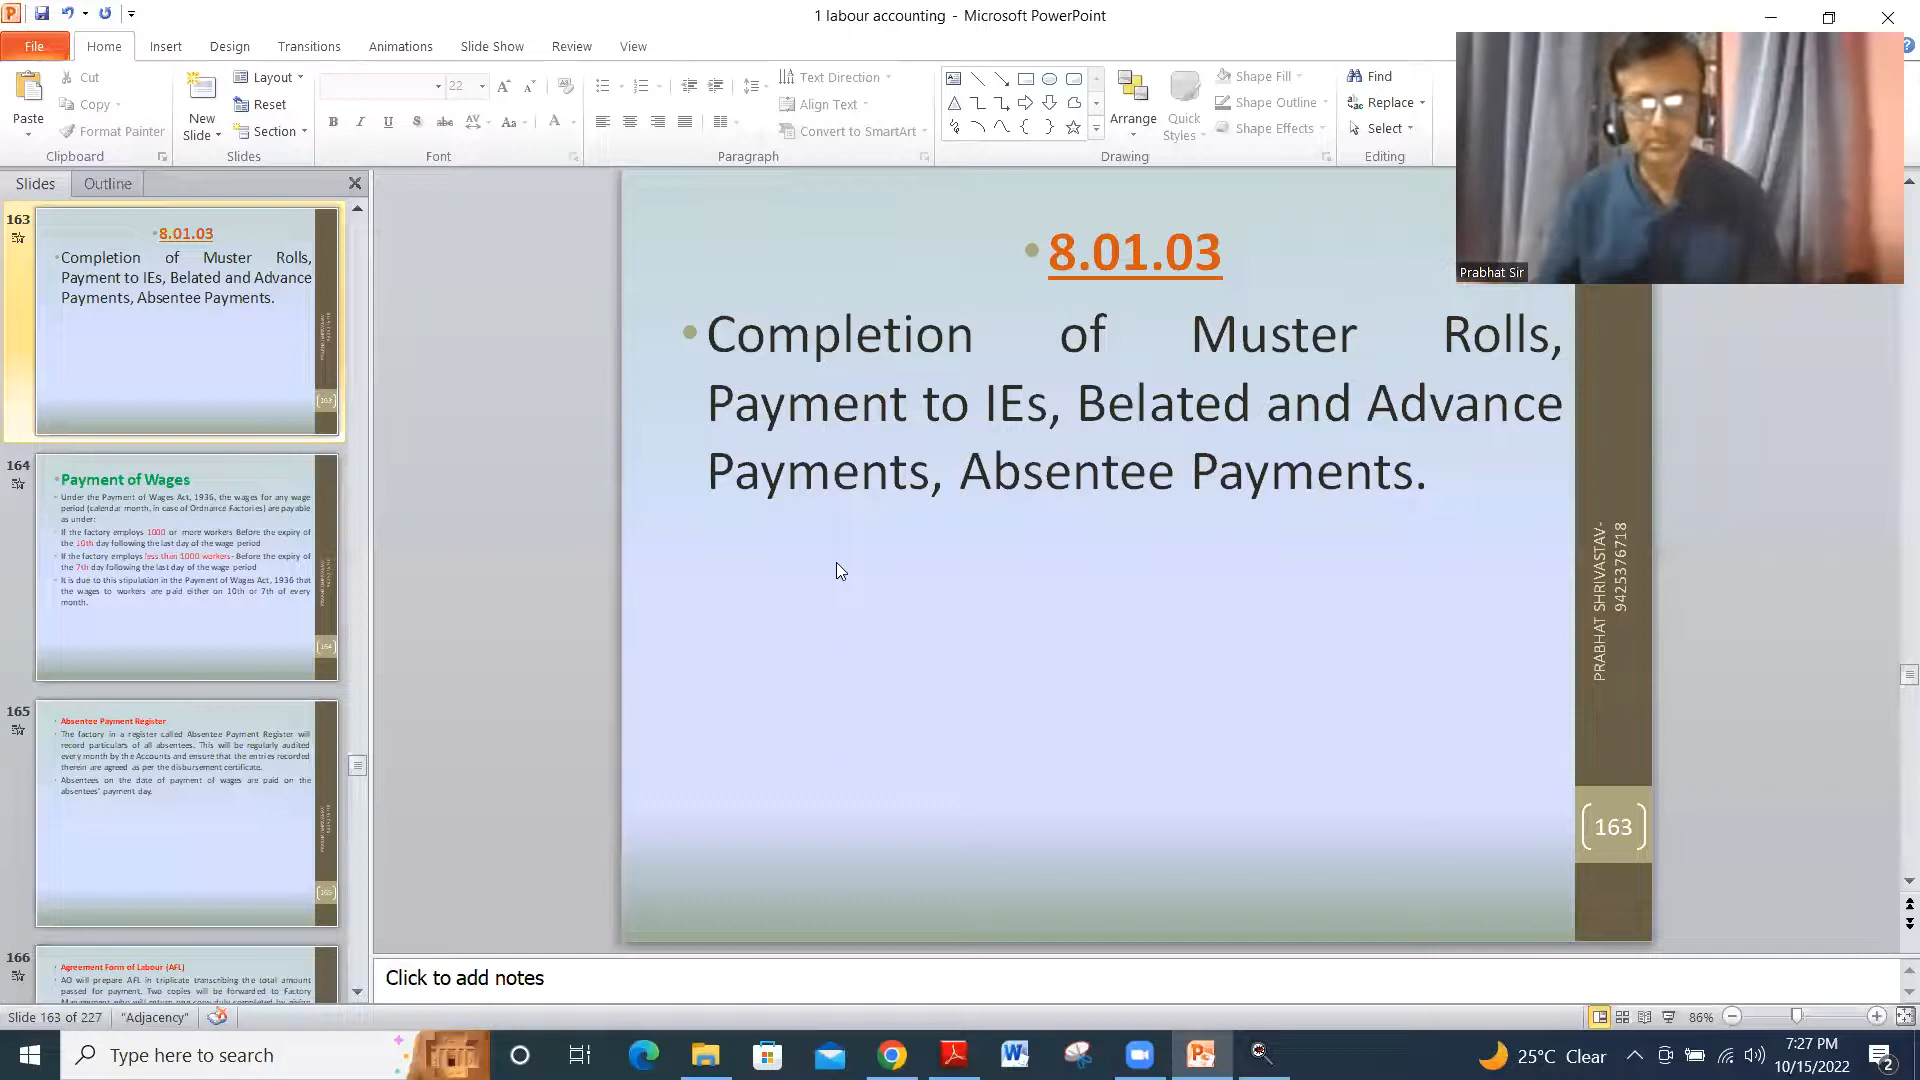 1 labour accounting - Microsoft PowerPoint
File Home Insert Design Transitions Animations Slide Show Review View
Paste
Cut
Copy
Format Painter
Clipboard
New Slide
Layout
Reset
Section
Slides
22
Font
Text Direction
Align Text
Convert to SmartArt
Paragraph
Arrange
Quick Styles
Shape Fill
Shape Outline
Shape Effects
Drawing
Find
Replace
Select
Editing
Prabhat Sir
Slides Outline
163
8.01.03
Completion of Muster Rolls,
Payment to IEs, Belated and Advance
Payments, Absentee Payments.
164
Payment of Wages
Under the Payment of Wages Act, 1936, the wages for any wage
period (calendar month, in case of Ordnance Factories) are payable
as under:
If the factory employs 1000 or more workers Before the expiry of
the 10th day following the last day of the wage period
If the factory employs less than 1000 workers- Before the expiry of
the 7th day following the last day of the wage period
It is due to this stipulation in the Payment of Wages Act, 1936 that
the wages to workers are paid either on 10th or 7th of every
month.
165
Absentee Payment Register
The factory in a register called Absentee Payment Register will
record particulars of all absentees. This will be regularly audited
every month by the Accounts and ensure that the entries recorded
therein are agreed as per the disbursement certificate.
Absentees on the date of payment of wages are paid on the
absentees' payment day.
166
Agreement Form of Labour (AFL)
AO will prepare AFL in triplicate transcribing the total amount
passed for payment. Two copies will be forwarded to Factory
8.01.03
Completion of Muster Rolls,
Payment to IEs, Belated and Advance
Payments, Absentee Payments.
PRABHAT SHRIVASTAV-
9425376718
163
Click to add notes
Slide 163 of 227 "Adjacency" 86%
Type here to search
25°C Clear
7:27 PM
10/15/2022
2